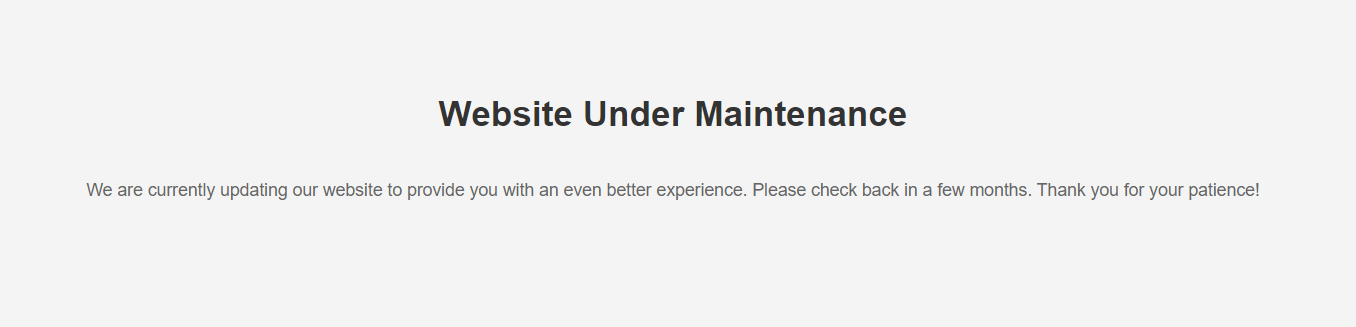 Website Under Maintenance
We are currently updating our website to provide you with an even better experience. Please check back in a few months. Thank you for your patience!